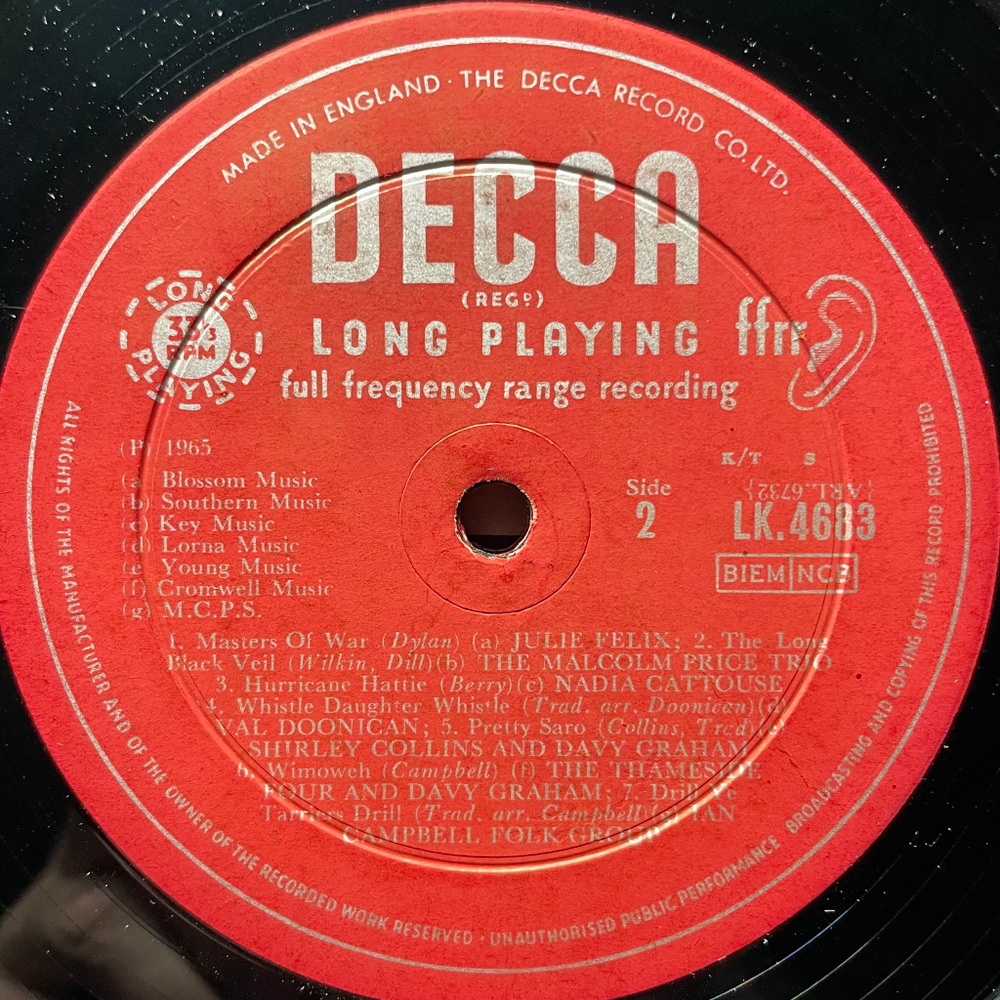 MADE IN ENGLAND · THE DECCA RECORD CO. LTD.
DECCA
(REGD)
LONG PLAYING
ffrr
full frequency range recording
LONG
33⅓
RPM
PLAYING
(P) 1965
(a) Blossom Music
(b) Southern Music
(c) Key Music
(d) Lorna Music
(e) Young Music
(f) Cromwell Music
(g) M.C.P.S.
K/T S
Side
2
{ARL.6732}
LK.4683
BIEM NCB
1. Masters Of War (Dylan) (a) JULIE FELIX; 2. The Long
Black Veil (Wilkin, Dill)(b) THE MALCOLM PRICE TRIO
3. Hurricane Hattie (Berry)(c) NADIA CATTOUSE
4. Whistle Daughter Whistle (Trad. arr. Doonican)(d)
VAL DOONICAN; 5. Pretty Saro (Collins, Trad)(e)
SHIRLEY COLLINS AND DAVY GRAHAM
6. Wimoweh (Campbell) (f) THE THAMESIDE
FOUR AND DAVY GRAHAM; 7. Drill Ye
Tarriers Drill (Trad. arr. Campbell)(g) IAN
CAMPBELL FOLK GROUP
ALL RIGHTS OF THE MANUFACTURER AND OF THE OWNER OF THE RECORDED WORK RESERVED · UNAUTHORISED PUBLIC PERFORMANCE BROADCASTING AND COPYING OF THIS RECORD PROHIBITED